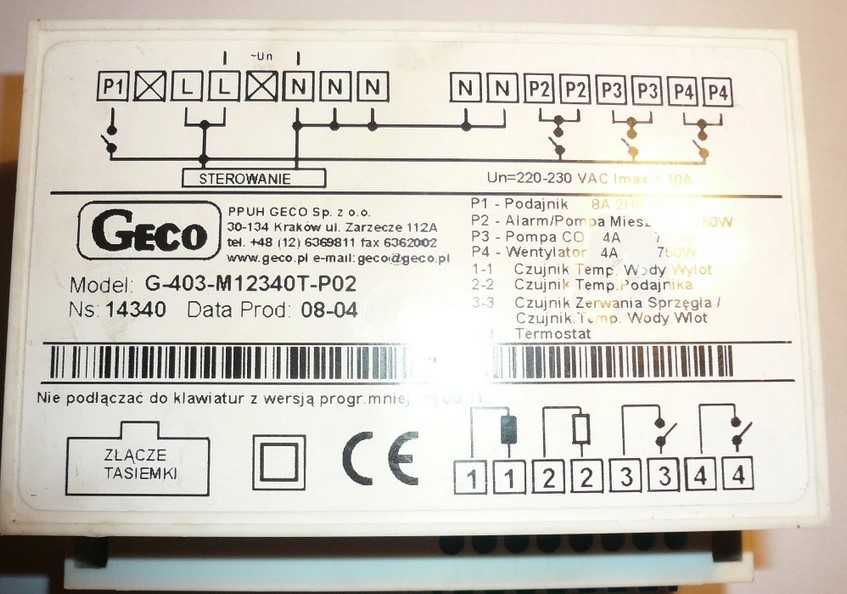 ~Un
P1 L L N N N N N P2 P2 P3 P3 P4 P4
STEROWANIE
Un=220-230 VAC Imax 10A
GECO
PPUH GECO Sp. z o.o.
30-134 Kraków ul. Zarzecze 112A
tel. +48 (12) 6369811 fax 6362002
www.geco.pl e-mail:geco@geco.pl
Model: G-403-M12340T-P02
Ns: 14340 Data Prod: 08-04
P1 - Podajnik 8A
P2 - Alarm/Pompa
P3 - Pompa CO 4A
P4 - Wentylator 4A
1-1 Czujnik Temp. Wody Wylot
2-2 Czujnik Temp.Podajnika
3-3 Czujnik Zerwania Sprzęgła /
Czujnik Temp. Wody Wlot
Termostat
Nie podłączać do klawiatur z wersją progr.
ZŁĄCZE
TASIEMKI
CE
1 1 2 2 3 3 4 4